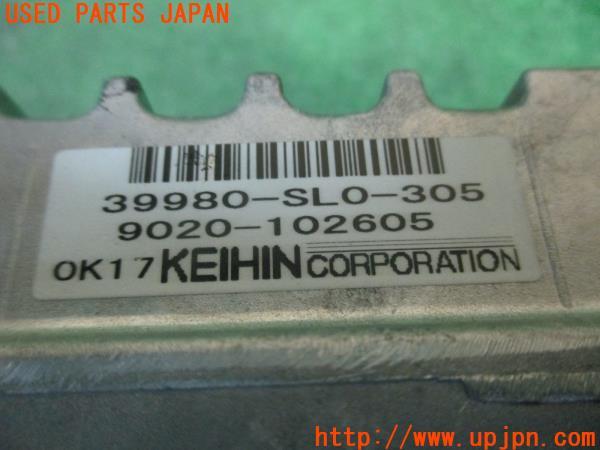 USED PARTS JAPAN
39980-SL0-305
9020-102605
0K17 KEIHIN CORPORATION
http://www.upjpn.com/